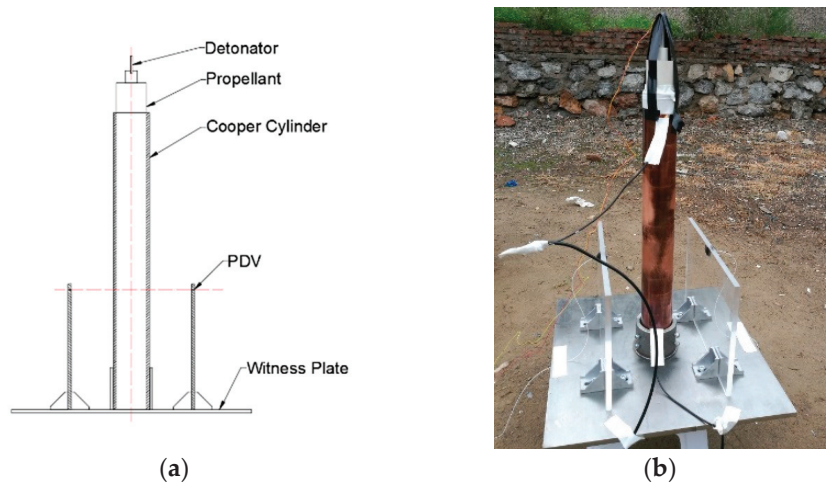 Detonator
Propellant
Cooper Cylinder
PDV
Witness Plate
(a)
(b)